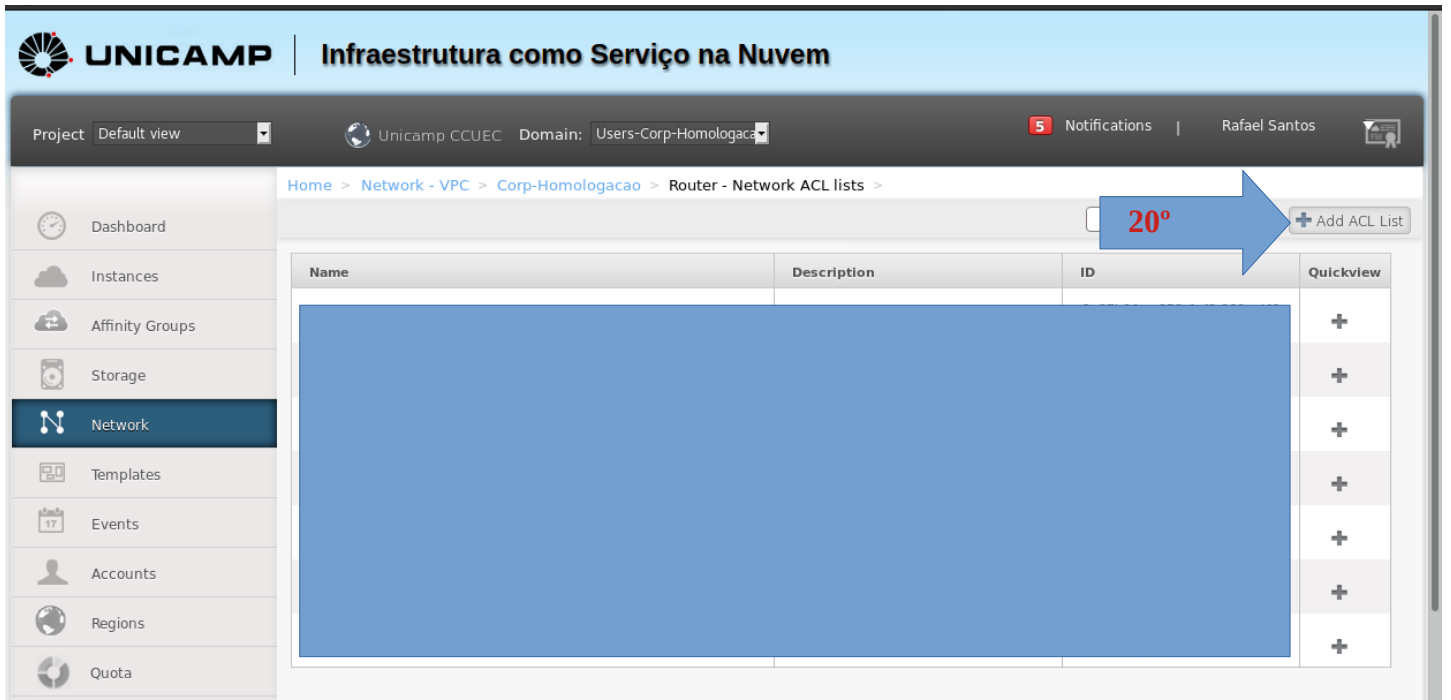 UNICAMP Infraestrutura como Serviço na Nuvem
Project Default view Unicamp CCUEC Domain: Users-Corp-Homologaca 5 Notifications | Rafael Santos
Home > Network - VPC > Corp-Homologacao > Router - Network ACL lists >
20º Add ACL List
Dashboard
Name Description ID Quickview
Instances
Affinity Groups
Storage
Network
Templates
17 Events
Accounts
Regions
Quota